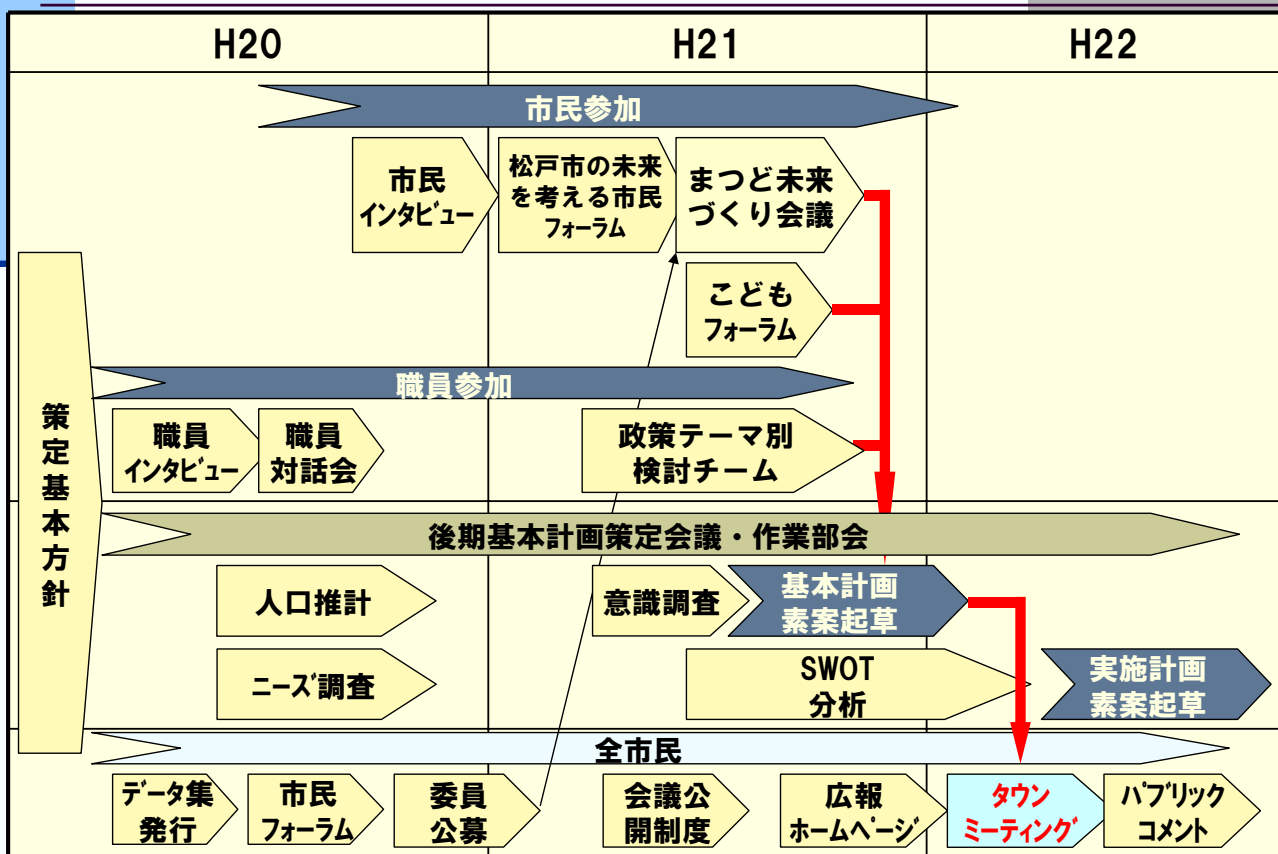 H20
H21
H22
市民参加
市民
インタビュー
松戸市の未来
を考える市民
フォーラム
まつど未来
づくり会議
こども
フォーラム
職員参加
職員
インタビュー
職員
対話会
政策テーマ別
検討チーム
策定基本方針
後期基本計画策定会議・作業部会
人口推計
意識調査
基本計画
素案起草
ニーズ調査
SWOT
分析
実施計画
素案起草
全市民
データ集
発行
市民
フォーラム
委員
公募
会議公
開制度
広報
ホームページ
タウン
ミーティング
パブリック
コメント